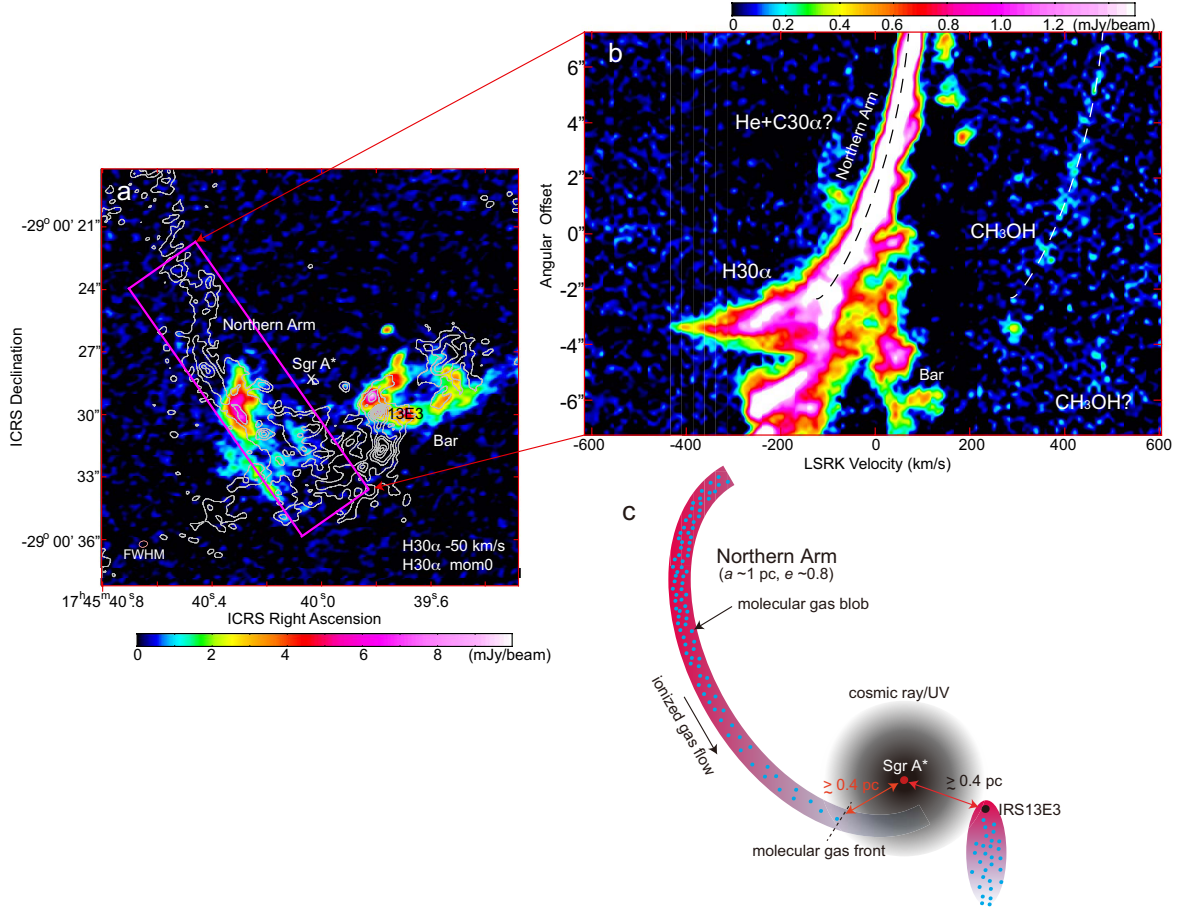 0 0.2 0.4 0.6 0.8 1.0 1.2 (mJy/beam)
b
6"
4"
2"
0"
-2"
-4"
-6"
Angular Offset
He+C30α?
Northern Arm
H30α
CH₃OH
Bar
CH₃OH?
-600 -400 -200 0 200 400 600
LSRK Velocity (km/s)
a
-29⁰ 00' 21"
24"
27"
30"
33"
-29⁰ 00' 36"
ICRS Declination
Northern Arm
Sgr A*
x
13E3
Bar
FWHM
H30α -50 km/s
H30α mom0
17ʰ45ᵐ40ˢ.8 40.4 40.0 39.6
ICRS Right Ascension
0 2 4 6 8 (mJy/beam)
c
Northern Arm
(a ~1 pc, e ~0.8)
molecular gas blob
ionized gas flow
cosmic ray/UV
Sgr A*
≳ 0.4 pc
≳ 0.4 pc
IRS13E3
molecular gas front